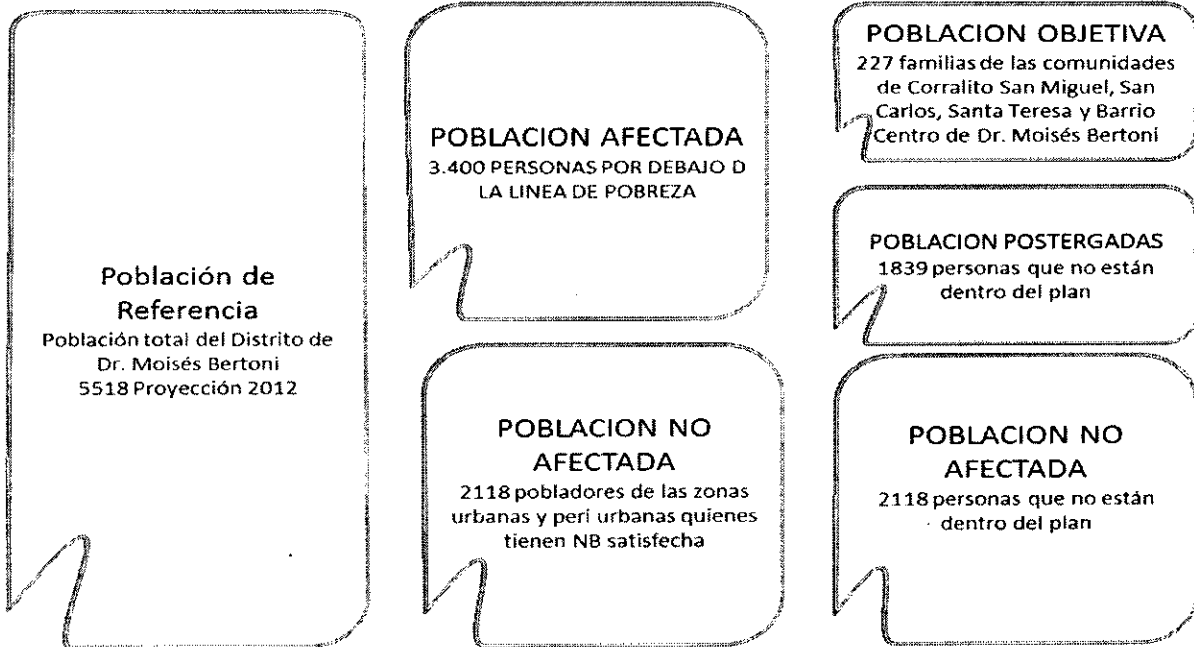 Población de
Referencia
Población total del Distrito de
Dr. Moisés Bertoni
5518 Proyección 2012
POBLACION AFECTADA
3.400 PERSONAS POR DEBAJO D
LA LINEA DE POBREZA
POBLACION NO
AFECTADA
2118 pobladores de las zonas
urbanas y peri urbanas quienes
tienen NB satisfecha
POBLACION OBJETIVA
227 familias de las comunidades
de Corralito San Miguel, San
Carlos, Santa Teresa y Barrio
Centro de Dr. Moisés Bertoni
POBLACION POSTERGADAS
1839 personas que no están
dentro del plan
POBLACION NO
AFECTADA
2118 personas que no están
dentro del plan